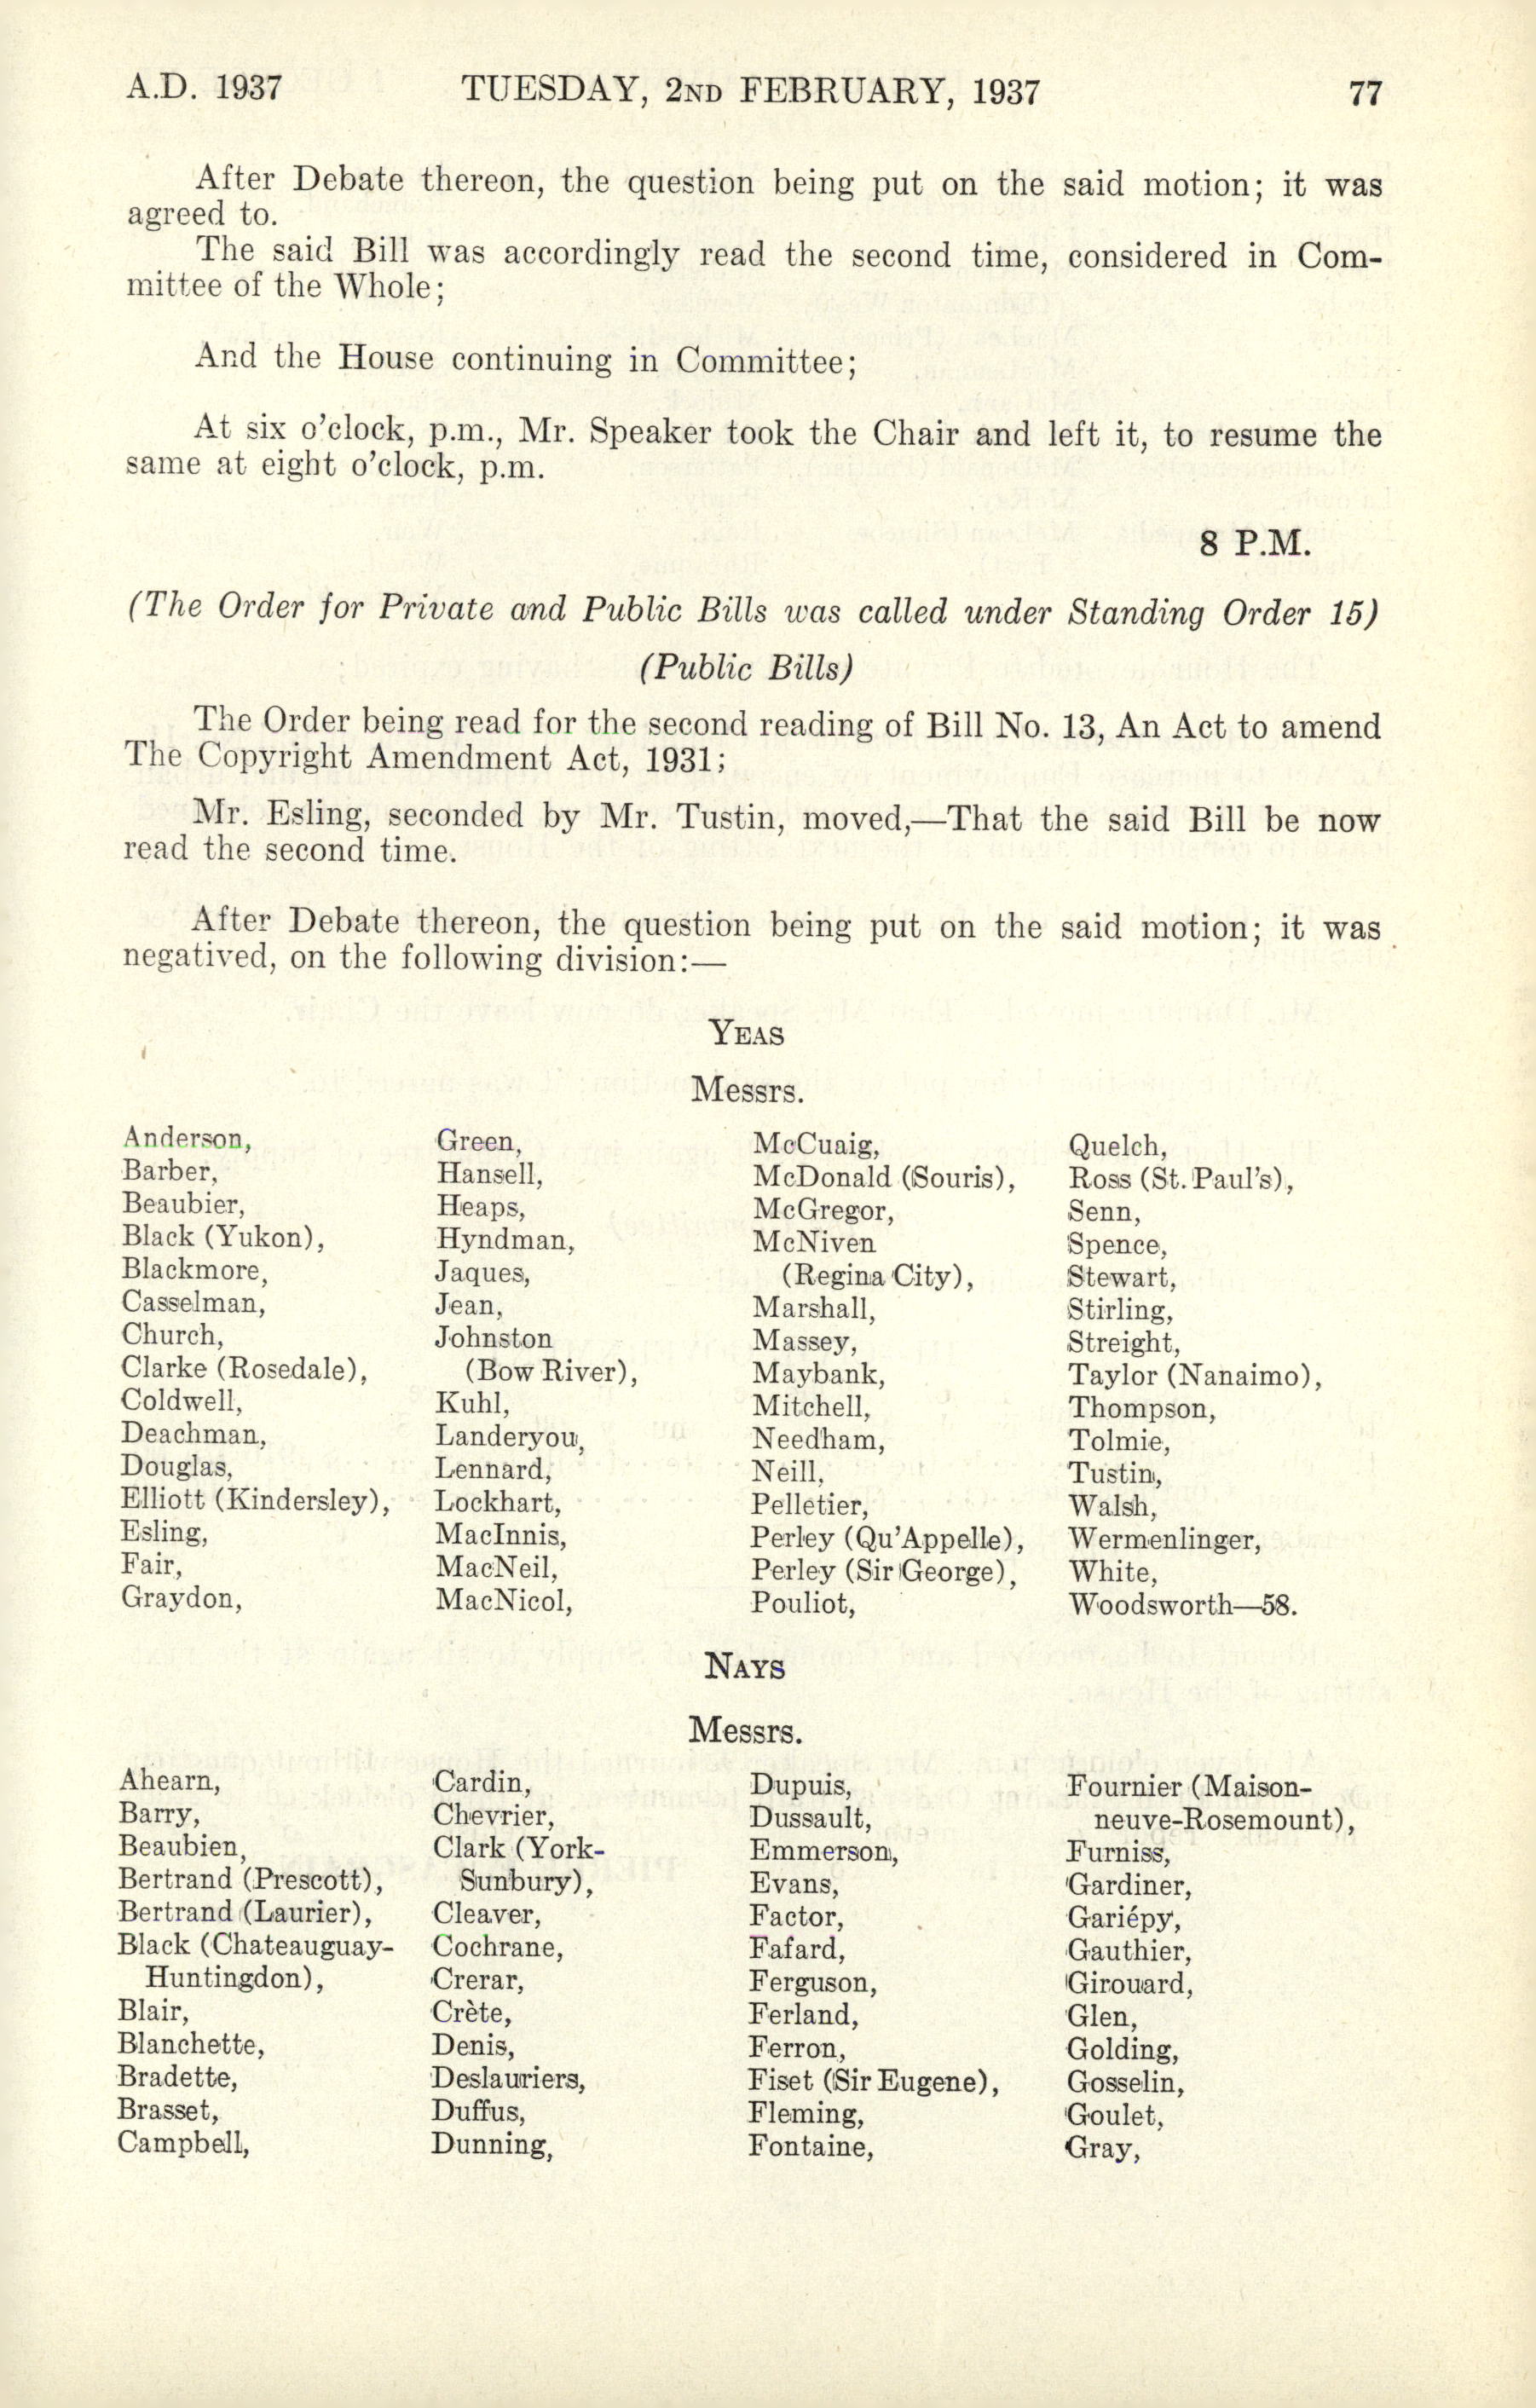 A.D. 1937 TUESDAY, 2ND FEBRUARY, 1937 77
After Debate thereon, the question being put on the said motion; it was
agreed to.
The said Bill was accordingly read the second time, considered in Com-
mittee of the Whole;
And the House continuing in Committee;
At six o'clock, p.m., Mr. Speaker took the Chair and left it, to resume the
same at eight o'clock, p.m.
8 P.M.
(The Order for Private and Public Bills was called under Standing Order 15)
(Public Bills)
The Order being read for the second reading of Bill No. 13, An Act to amend
The Copyright Amendment Act, 1931;
Mr. Esling, seconded by Mr. Tustin, moved,—That the said Bill be now
read the second time.
After Debate thereon, the question being put on the said motion; it was
negatived, on the following division:—
YEAS
Messrs.
Anderson,
Barber,
Beaubier,
Black (Yukon),
Blackmore,
Casselman,
Church,
Clarke (Rosedale),
Coldwell,
Deachman,
Douglas,
Elliott (Kindersley),
Esling,
Fair,
Graydon,
Green,
Hansell,
Heaps,
Hyndman,
Jaques,
Jean,
Johnston
(Bow River),
Kuhl,
Landeryou,
Lennard,
Lockhart,
MacInnis,
MacNeil,
MacNicol,
McCuaig,
McDonald (Souris),
McGregor,
McNiven
(Regina City),
Marshall,
Massey,
Maybank,
Mitchell,
Needham,
Neill,
Pelletier,
Perley (Qu'Appelle),
Perley (Sir George),
Pouliot,
Quelch,
Ross (St. Paul's),
Senn,
Spence,
Stewart,
Stirling,
Streight,
Taylor (Nanaimo),
Thompson,
Tolmie,
Tustin,
Walsh,
Wermenlinger,
White,
Woodsworth—58.
NAYS
Messrs.
Ahearn,
Barry,
Beaubien,
Bertrand (Prescott),
Bertrand (Laurier),
Black (Chateauguay-
Huntingdon),
Blair,
Blanchette,
Bradette,
Brasset,
Campbell,
Cardin,
Chevrier,
Clark (York-
Sunbury),
Cleaver,
Cochrane,
Crerar,
Crète,
Denis,
Deslauriers,
Duffus,
Dunning,
Dupuis,
Dussault,
Emmerson,
Evans,
Factor,
Fafard,
Ferguson,
Ferland,
Ferron,
Fiset (Sir Eugene),
Fleming,
Fontaine,
Fournier (Maison-
neuve-Rosemount),
Furniss,
Gardiner,
Gariépy,
Gauthier,
Girouard,
Glen,
Golding,
Gosselin,
Goulet,
Gray,